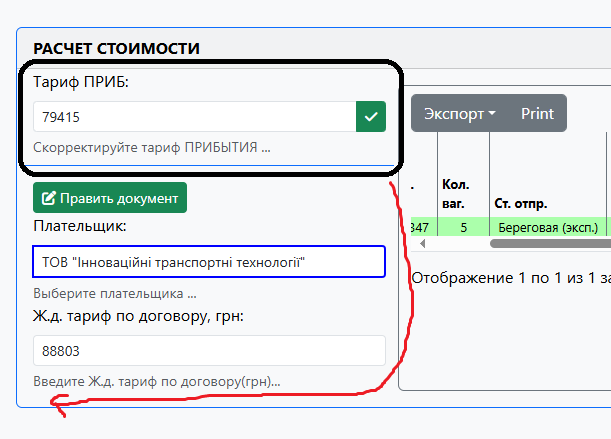 РАСЧЕТ СТОИМОСТИ
Тариф ПРИБ:
79415
Скорректируйте тариф ПРИБЫТИЯ ...
Править документ
Плательщик:
ТОВ "Інноваційні транспортні технології"
Выберите плательщика ...
Ж.д. тариф по договору, грн:
88803
Введите Ж.д. тариф по договору(грн)...
Экспорт Print
. Кол. ваг. Ст. отпр.
347 5 Береговая (эксп.)
Отображение 1 по 1 из 1 за